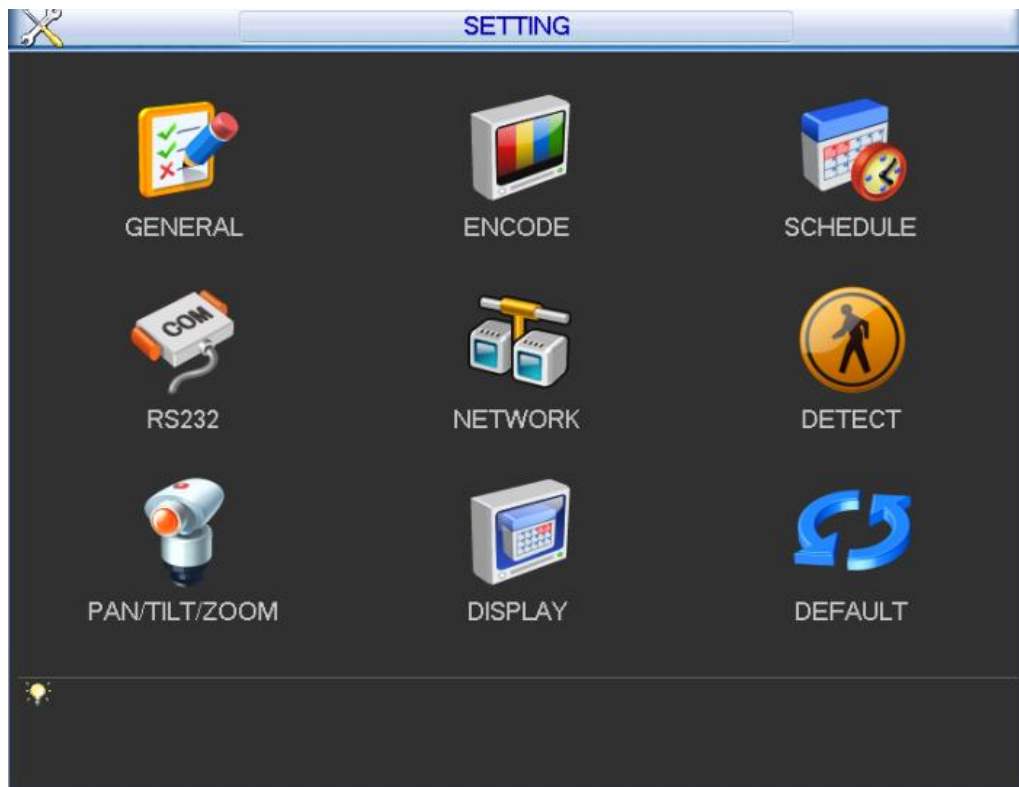 SETTING
GENERAL
ENCODE
SCHEDULE
COM
RS232
NETWORK
DETECT
PAN/TILT/ZOOM
DISPLAY
DEFAULT